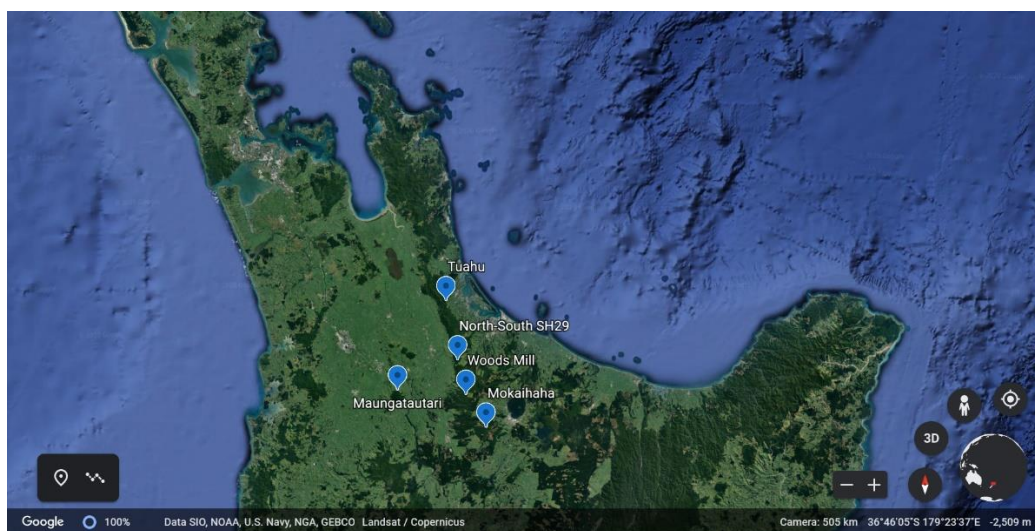 Tuahu
North-South SH29
Woods Mill
Maungatautari
Mokaihaha
3D
Google 100% Data SIO, NOAA, U.S. Navy, NGA, GEBCO Landsat / Copernicus Camera: 505 km 36°46'05"S 179°23'37"E -2,509 m